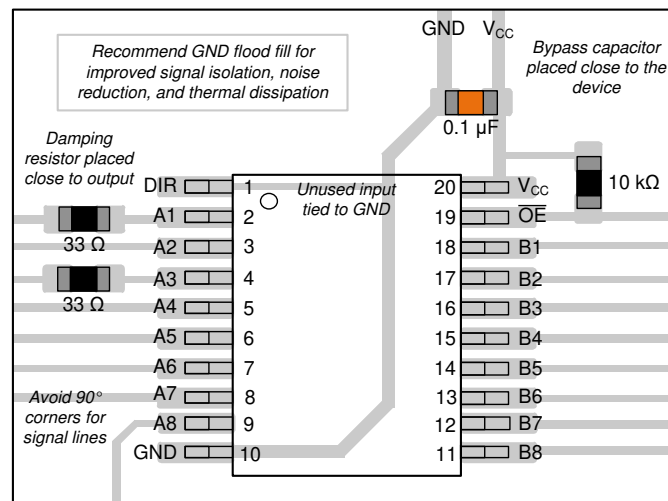 GND VCC
Recommend GND flood fill for
improved signal isolation, noise
reduction, and thermal dissipation
Bypass capacitor
placed close to the
device
0.1 µF
Damping
resistor placed
close to output
DIR 1 Unused input 20 VCC
tied to GND
10 kΩ
A1 2 19 OE
33 Ω
A2 3 18 B1
A3 4 17 B2
33 Ω
A4 5 16 B3
A5 6 15 B4
A6 7 14 B5
A7 8 13 B6
Avoid 90°
corners for
signal lines
A8 9 12 B7
GND 10 11 B8